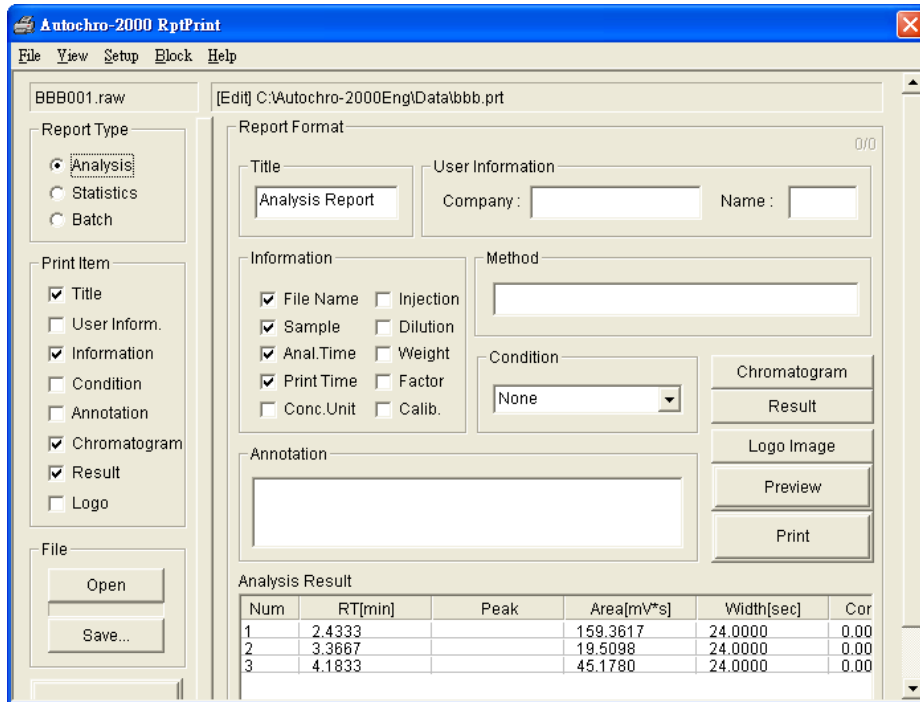 Autochro-2000 RptPrint
File View Setup Block Help
BBB001.raw
[Edit] C:\Autochro-2000Eng\Data\bbb.prt
Report Type
Analysis
Statistics
Batch
Print Item
Title
User Inform.
Information
Condition
Annotation
Chromatogram
Result
Logo
File
Open
Save...
Report Format
0/0
Title
Analysis Report
User Information
Company :
Name :
Information
File Name Injection
Sample Dilution
Anal.Time Weight
Print Time Factor
Conc.Unit Calib.
Method
Condition
None
Chromatogram
Result
Logo Image
Preview
Print
Annotation
Analysis Result
Num RT[min] Peak Area[mV*s] Width[sec] Cor
1 2.4333 159.3617 24.0000 0.00
2 3.3667 19.5098 24.0000 0.00
3 4.1833 45.1780 24.0000 0.00